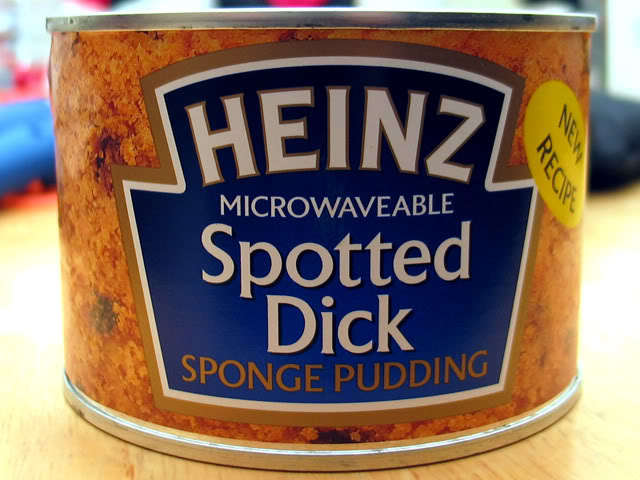 HEINZ
MICROWAVEABLE
Spotted
Dick
SPONGE PUDDING
NEW
RECIPE